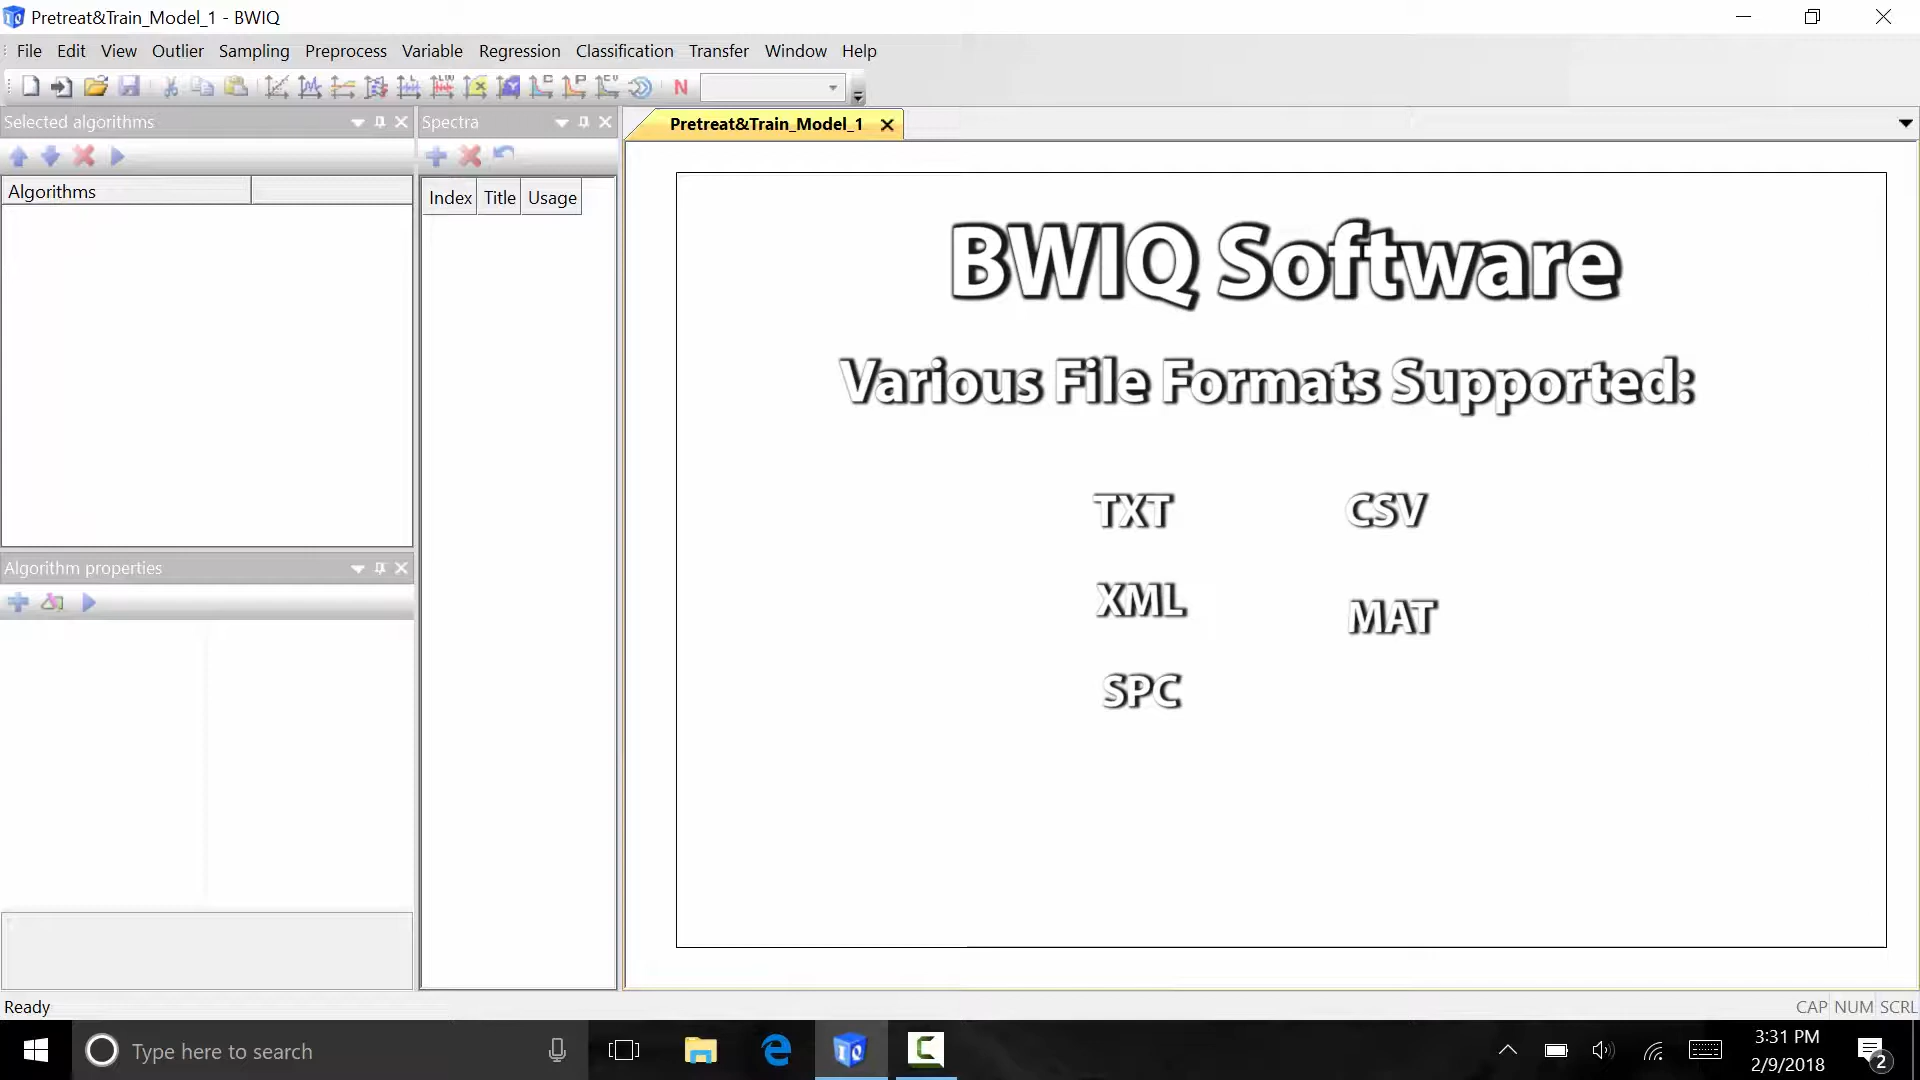 Pretreat&Train_Model_1 - BWIQ
File Edit View Outlier Sampling Preprocess Variable Regression Classification Transfer Window Help
N
Selected algorithms
Spectra
Pretreat&Train_Model_1
Algorithms
Index Title Usage
BWIQ Software
Various File Formats Supported:
TXT CSV
XML MAT
SPC
Algorithm properties
Ready
CAP NUM SCRL
Type here to search
3:31 PM
2/9/2018
2